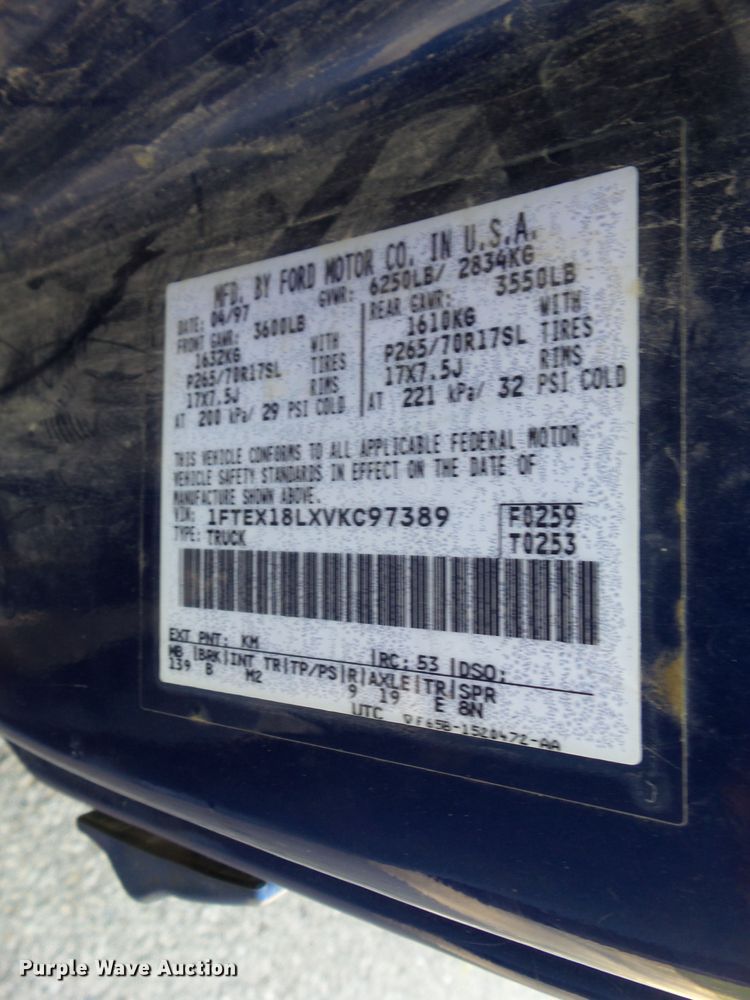 MFD. BY FORD MOTOR CO. IN U.S.A.
DATE: 04/97 GVWR: 6250LB/ 2834KG
FRONT GAWR: 3600LB REAR GAWR: 3550LB
1632KG WITH 1610KG WITH
P265/70R17SL TIRES P265/70R17SL TIRES
17X7.5J RIMS 17X7.5J RIMS
AT 200 kPa/ 29 PSI COLD AT 221 kPa/ 32 PSI COLD
THIS VEHICLE CONFORMS TO ALL APPLICABLE FEDERAL MOTOR
VEHICLE SAFETY STANDARDS IN EFFECT ON THE DATE OF
MANUFACTURE SHOWN ABOVE.
VIN: 1FTEX18LXVKC97389 F0259
TYPE: TRUCK T0253
EXT PNT: KM RC: 53 DSO:
MB BRK INT TR TP/PS R AXLE TR SPR
139 B M2 9 19 E 8N
UTC F65B-1520472-AA
Purple Wave Auction